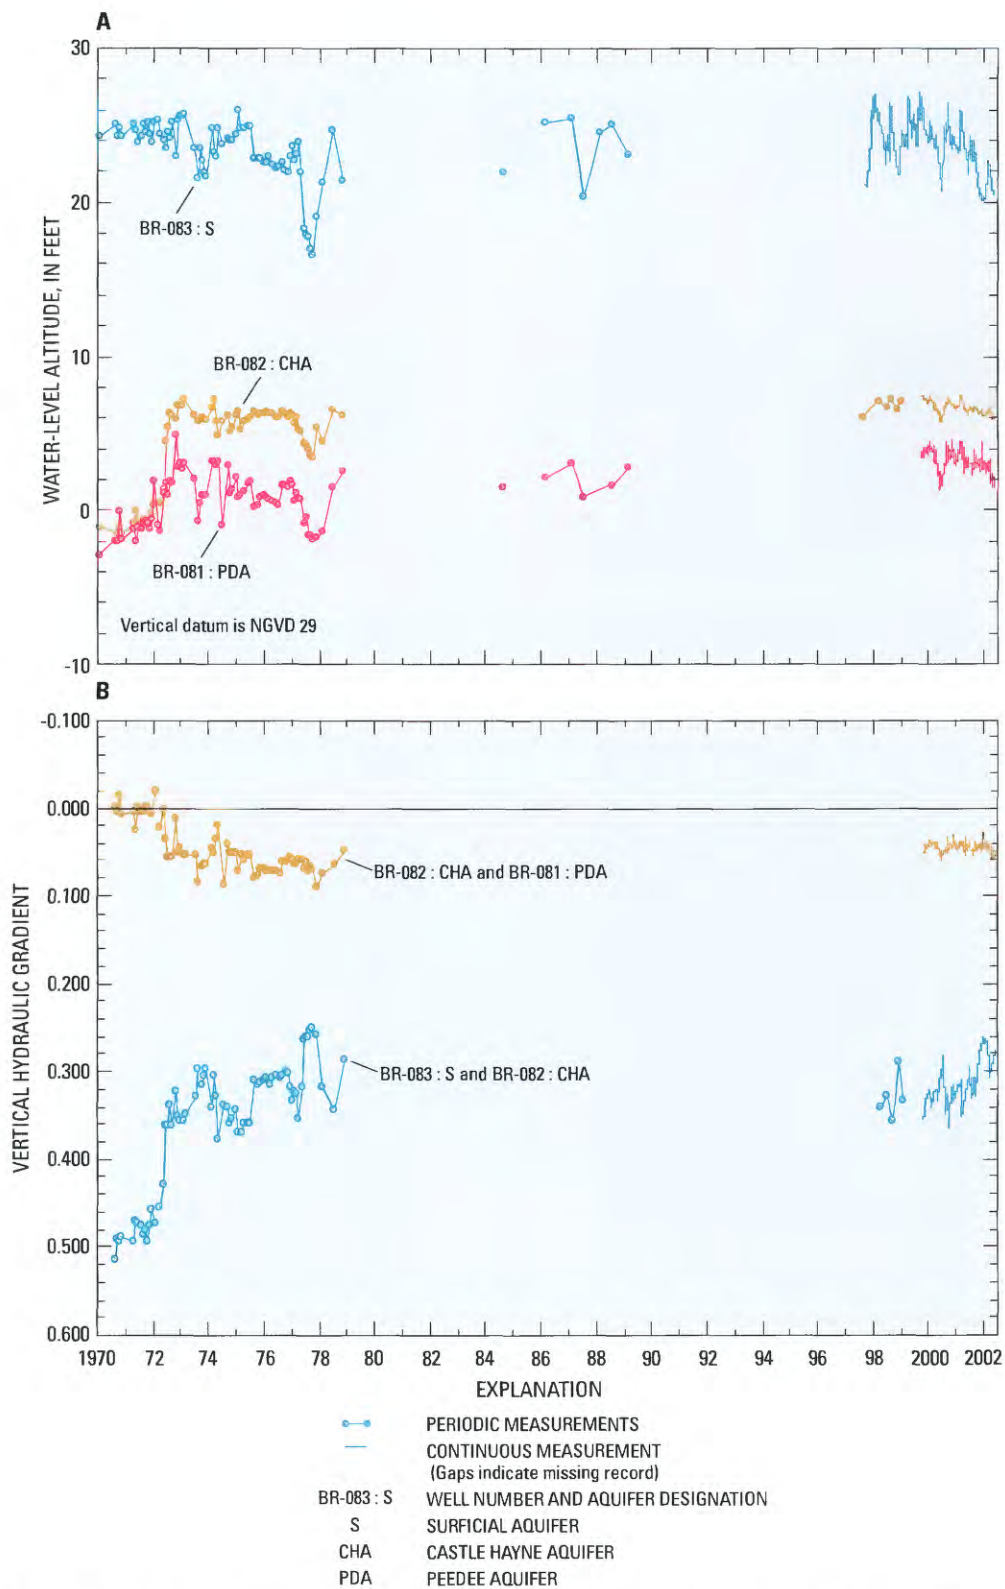 A
30
20
10
0
-10
WATER-LEVEL ALTITUDE, IN FEET
BR-083 : S
BR-082 : CHA
BR-081 : PDA
Vertical datum is NGVD 29
B
-0.100
0.000
0.100
0.200
0.300
0.400
0.500
0.600
VERTICAL HYDRAULIC GRADIENT
BR-082 : CHA and BR-081 : PDA
BR-083 : S and BR-082 : CHA
1970 72 74 76 78 80 82 84 86 88 90 92 94 96 98 2000 2002
EXPLANATION
PERIODIC MEASUREMENTS
CONTINUOUS MEASUREMENT
(Gaps indicate missing record)
BR-083 : S WELL NUMBER AND AQUIFER DESIGNATION
S SURFICIAL AQUIFER
CHA CASTLE HAYNE AQUIFER
PDA PEEDEE AQUIFER